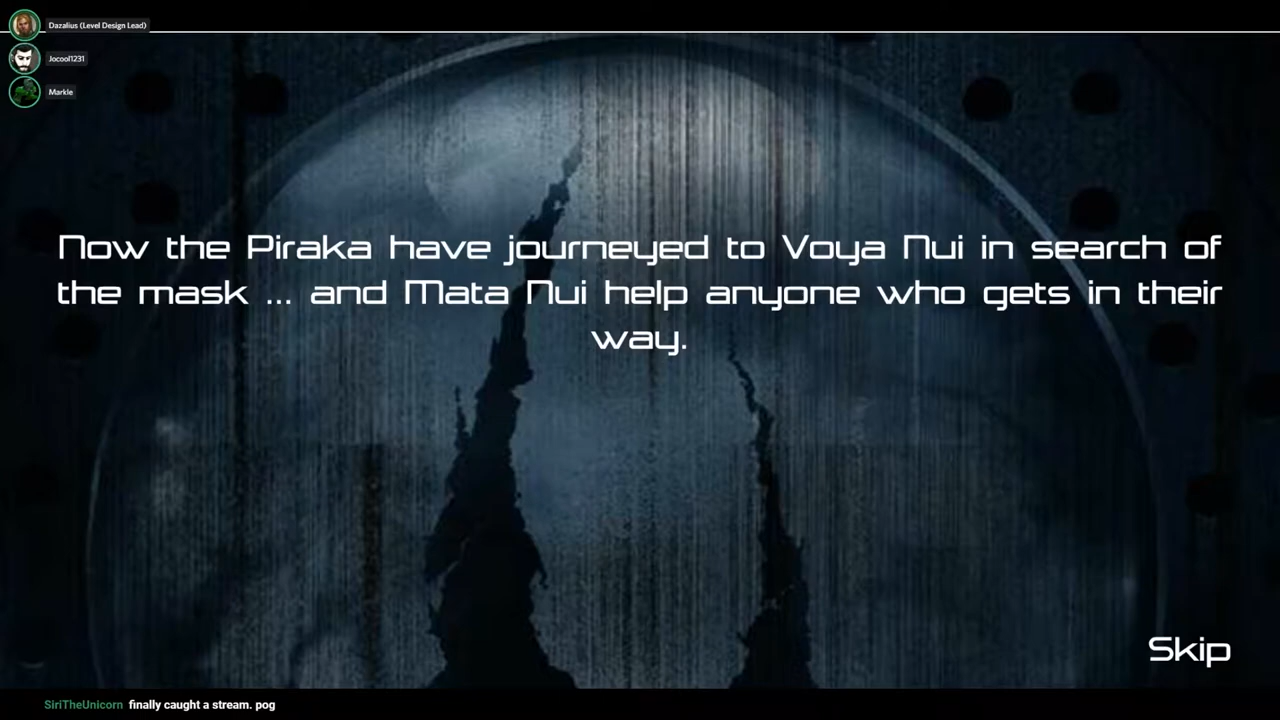 Dazalius (Level Design Lead)
Jocool1231
Markle
Now the Piraka have journeyed to Voya Nui in search of
the mask ... and Mata Nui help anyone who gets in their
way.
Skip
SiriTheUnicorn finally caught a stream. pog